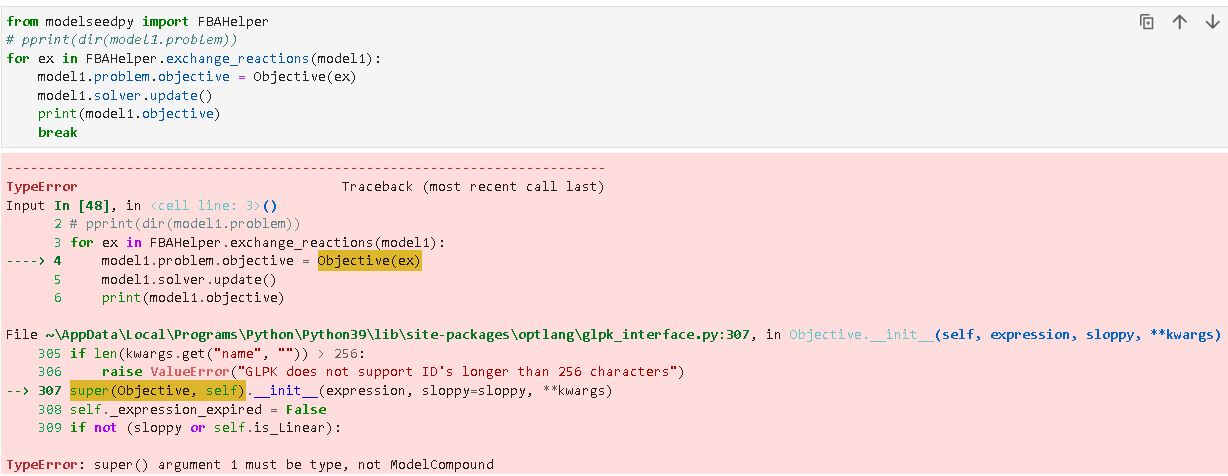 from modelseedpy import FBAHelper
# pprint(dir(model1.problem))
for ex in FBAHelper.exchange_reactions(model1):
    model1.problem.objective = Objective(ex)
    model1.solver.update()
    print(model1.objective)
    break
---------------------------------------------------------------------------
TypeError                                 Traceback (most recent call last)
Input In [48], in <cell line: 3>()
      2 # pprint(dir(model1.problem))
      3 for ex in FBAHelper.exchange_reactions(model1):
----> 4     model1.problem.objective = Objective(ex)
      5     model1.solver.update()
      6     print(model1.objective)
File ~\AppData\Local\Programs\Python\Python39\lib\site-packages\optlang\glpk_interface.py:307, in Objective.__init__(self, expression, sloppy, **kwargs)
    305 if len(kwargs.get("name", "")) > 256:
    306     raise ValueError("GLPK does not support ID's longer than 256 characters")
--> 307 super(Objective, self).__init__(expression, sloppy=sloppy, **kwargs)
    308 self._expression_expired = False
    309 if not (sloppy or self.is_Linear):
TypeError: super() argument 1 must be type, not ModelCompound